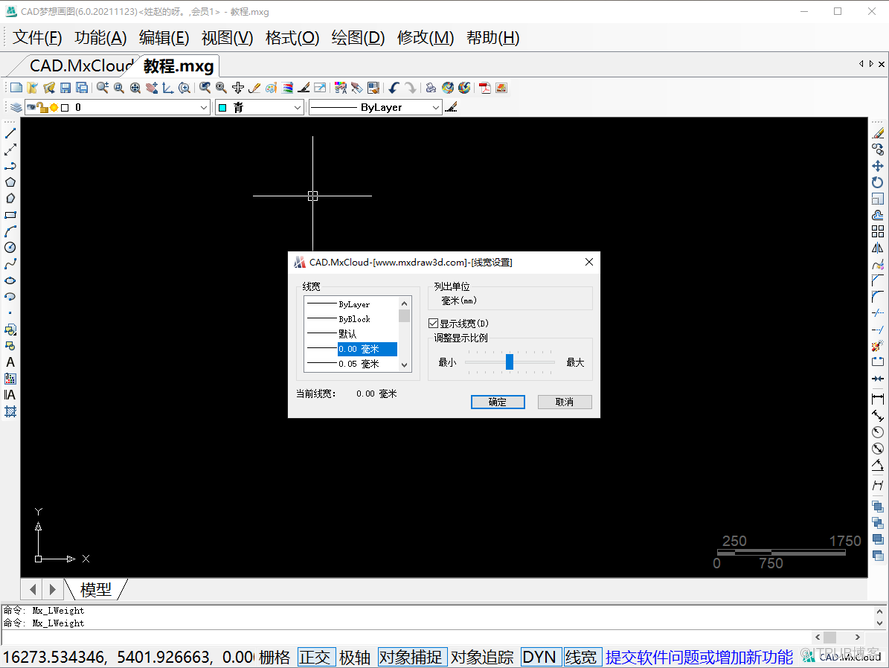 CAD梦想画图(6.0.20211123)<姓赵的呀。,会员1> - 教程.mxg
文件(F) 功能(A) 编辑(E) 视图(V) 格式(O) 绘图(D) 修改(M) 帮助(H)
CAD.MxCloud 教程.mxg
0 青 ByLayer
CAD.MxCloud-[www.mxdraw3d.com]-[线宽设置]
线宽
ByLayer
ByBlock
默认
0.00 毫米
0.05 毫米
列出单位
毫米(mm)
显示线宽(D)
调整显示比例
最小 最大
当前线宽: 0.00 毫米
确定 取消
Y
X
250 1750
0 750
A
A
模型
命令: Mx_LWeight
命令: Mx_LWeight
16273.534346, 5401.926663, 0.00 栅格 正交 极轴 对象捕捉 对象追踪 DYN 线宽 提交软件问题或增加新功能 CAD.MxCloud
@ITPUB博客